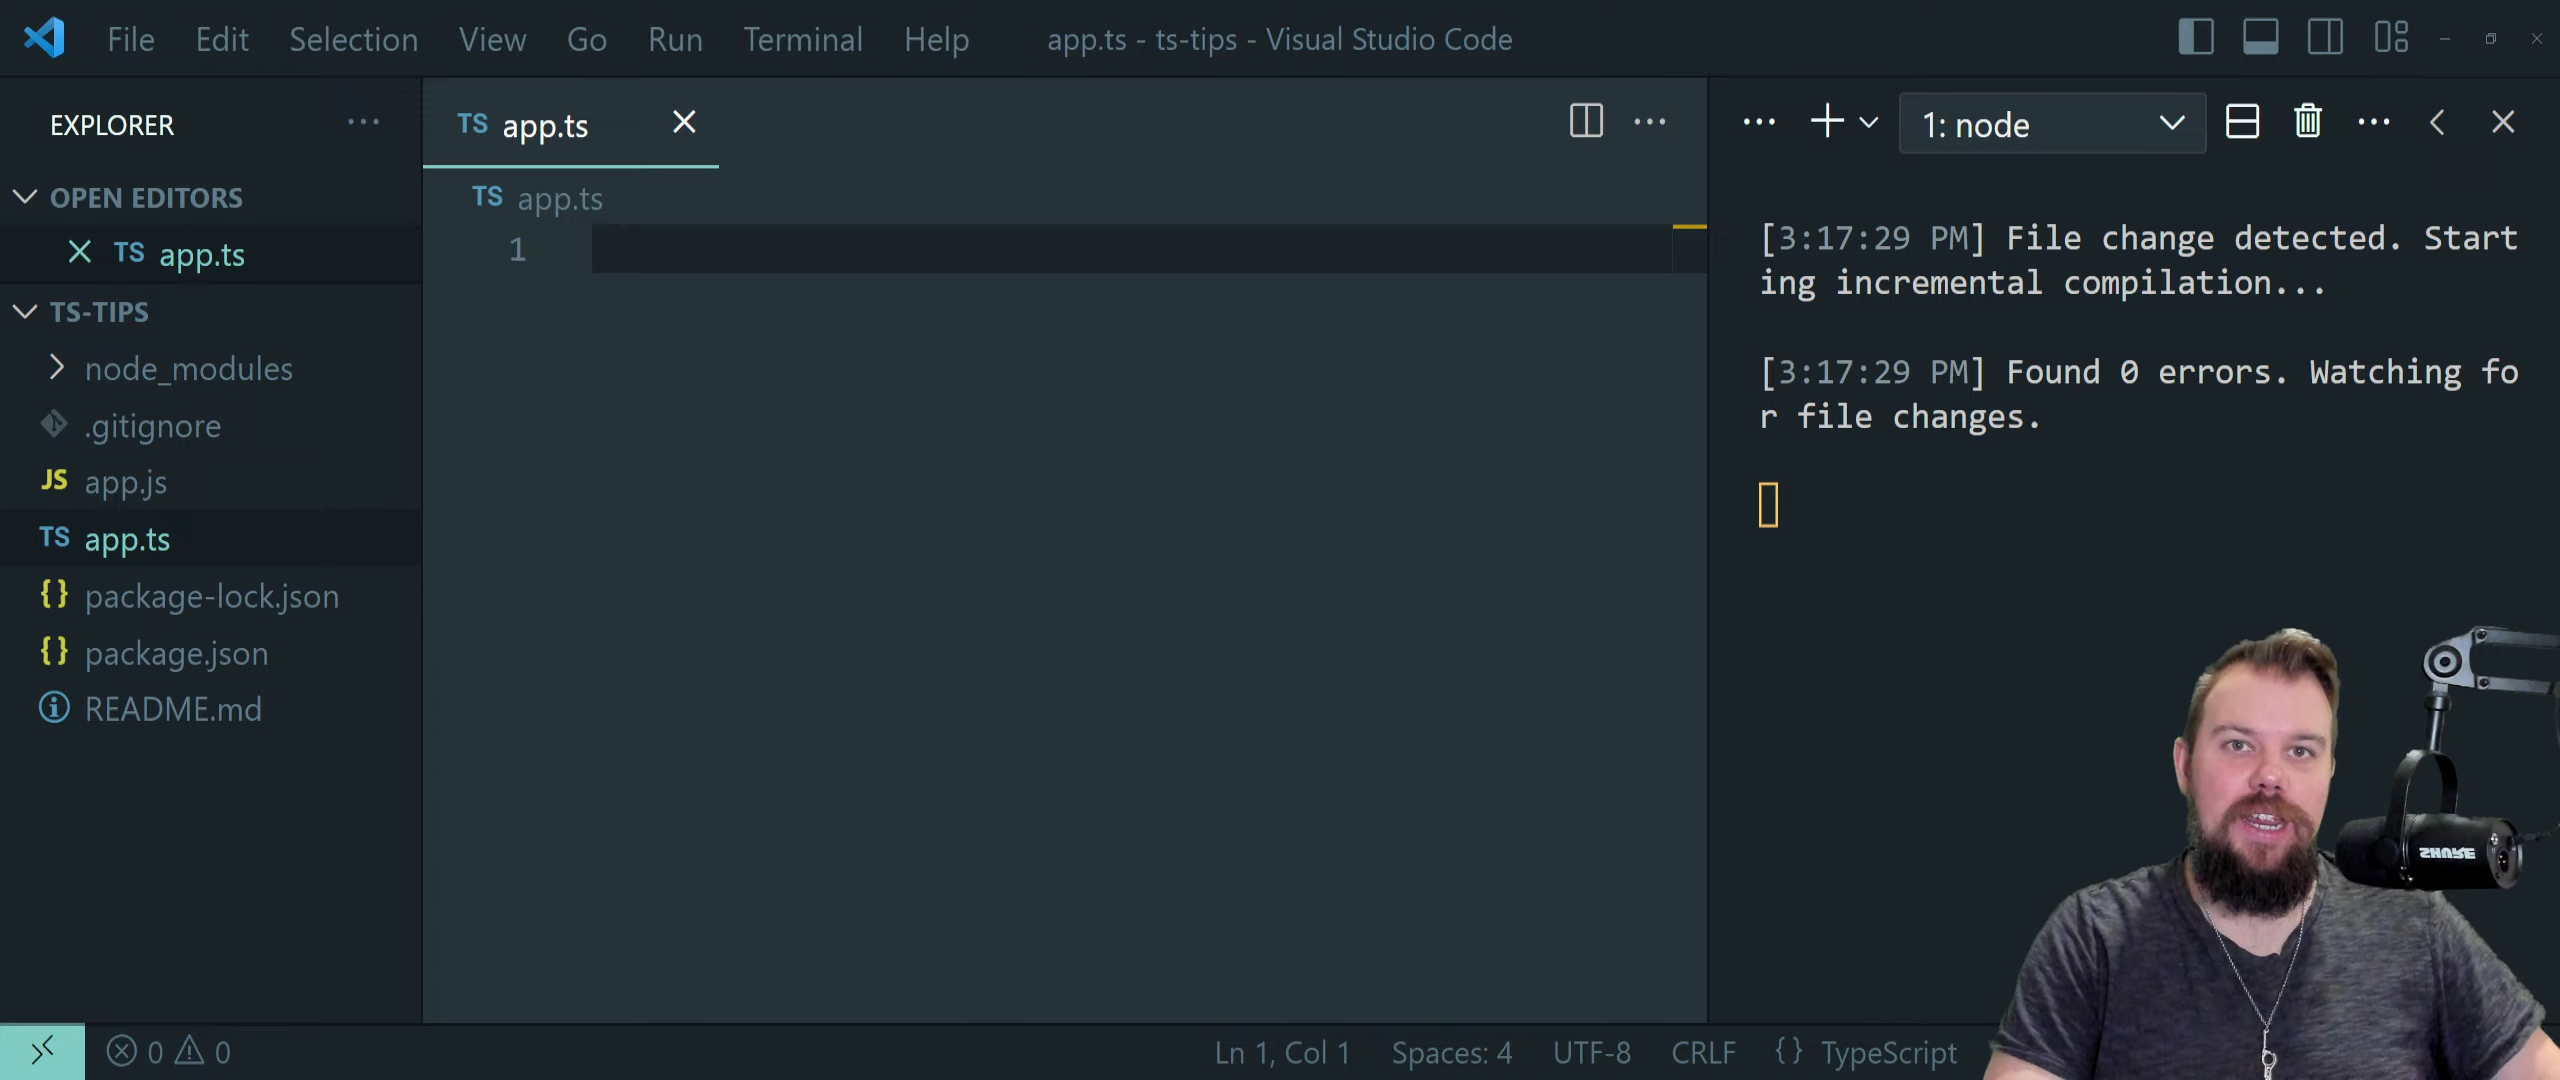 File Edit Selection View Go Run Terminal Help app.ts - ts-tips - Visual Studio Code
EXPLORER
OPEN EDITORS
TS app.ts
TS-TIPS
node_modules
.gitignore
JS app.js
TS app.ts
{} package-lock.json
{} package.json
README.md
TS app.ts
TS app.ts
1
1: node
[3:17:29 PM] File change detected. Start
ing incremental compilation...
[3:17:29 PM] Found 0 errors. Watching fo
r file changes.
SHURE
0 0
Ln 1, Col 1 Spaces: 4 UTF-8 CRLF {} TypeScript